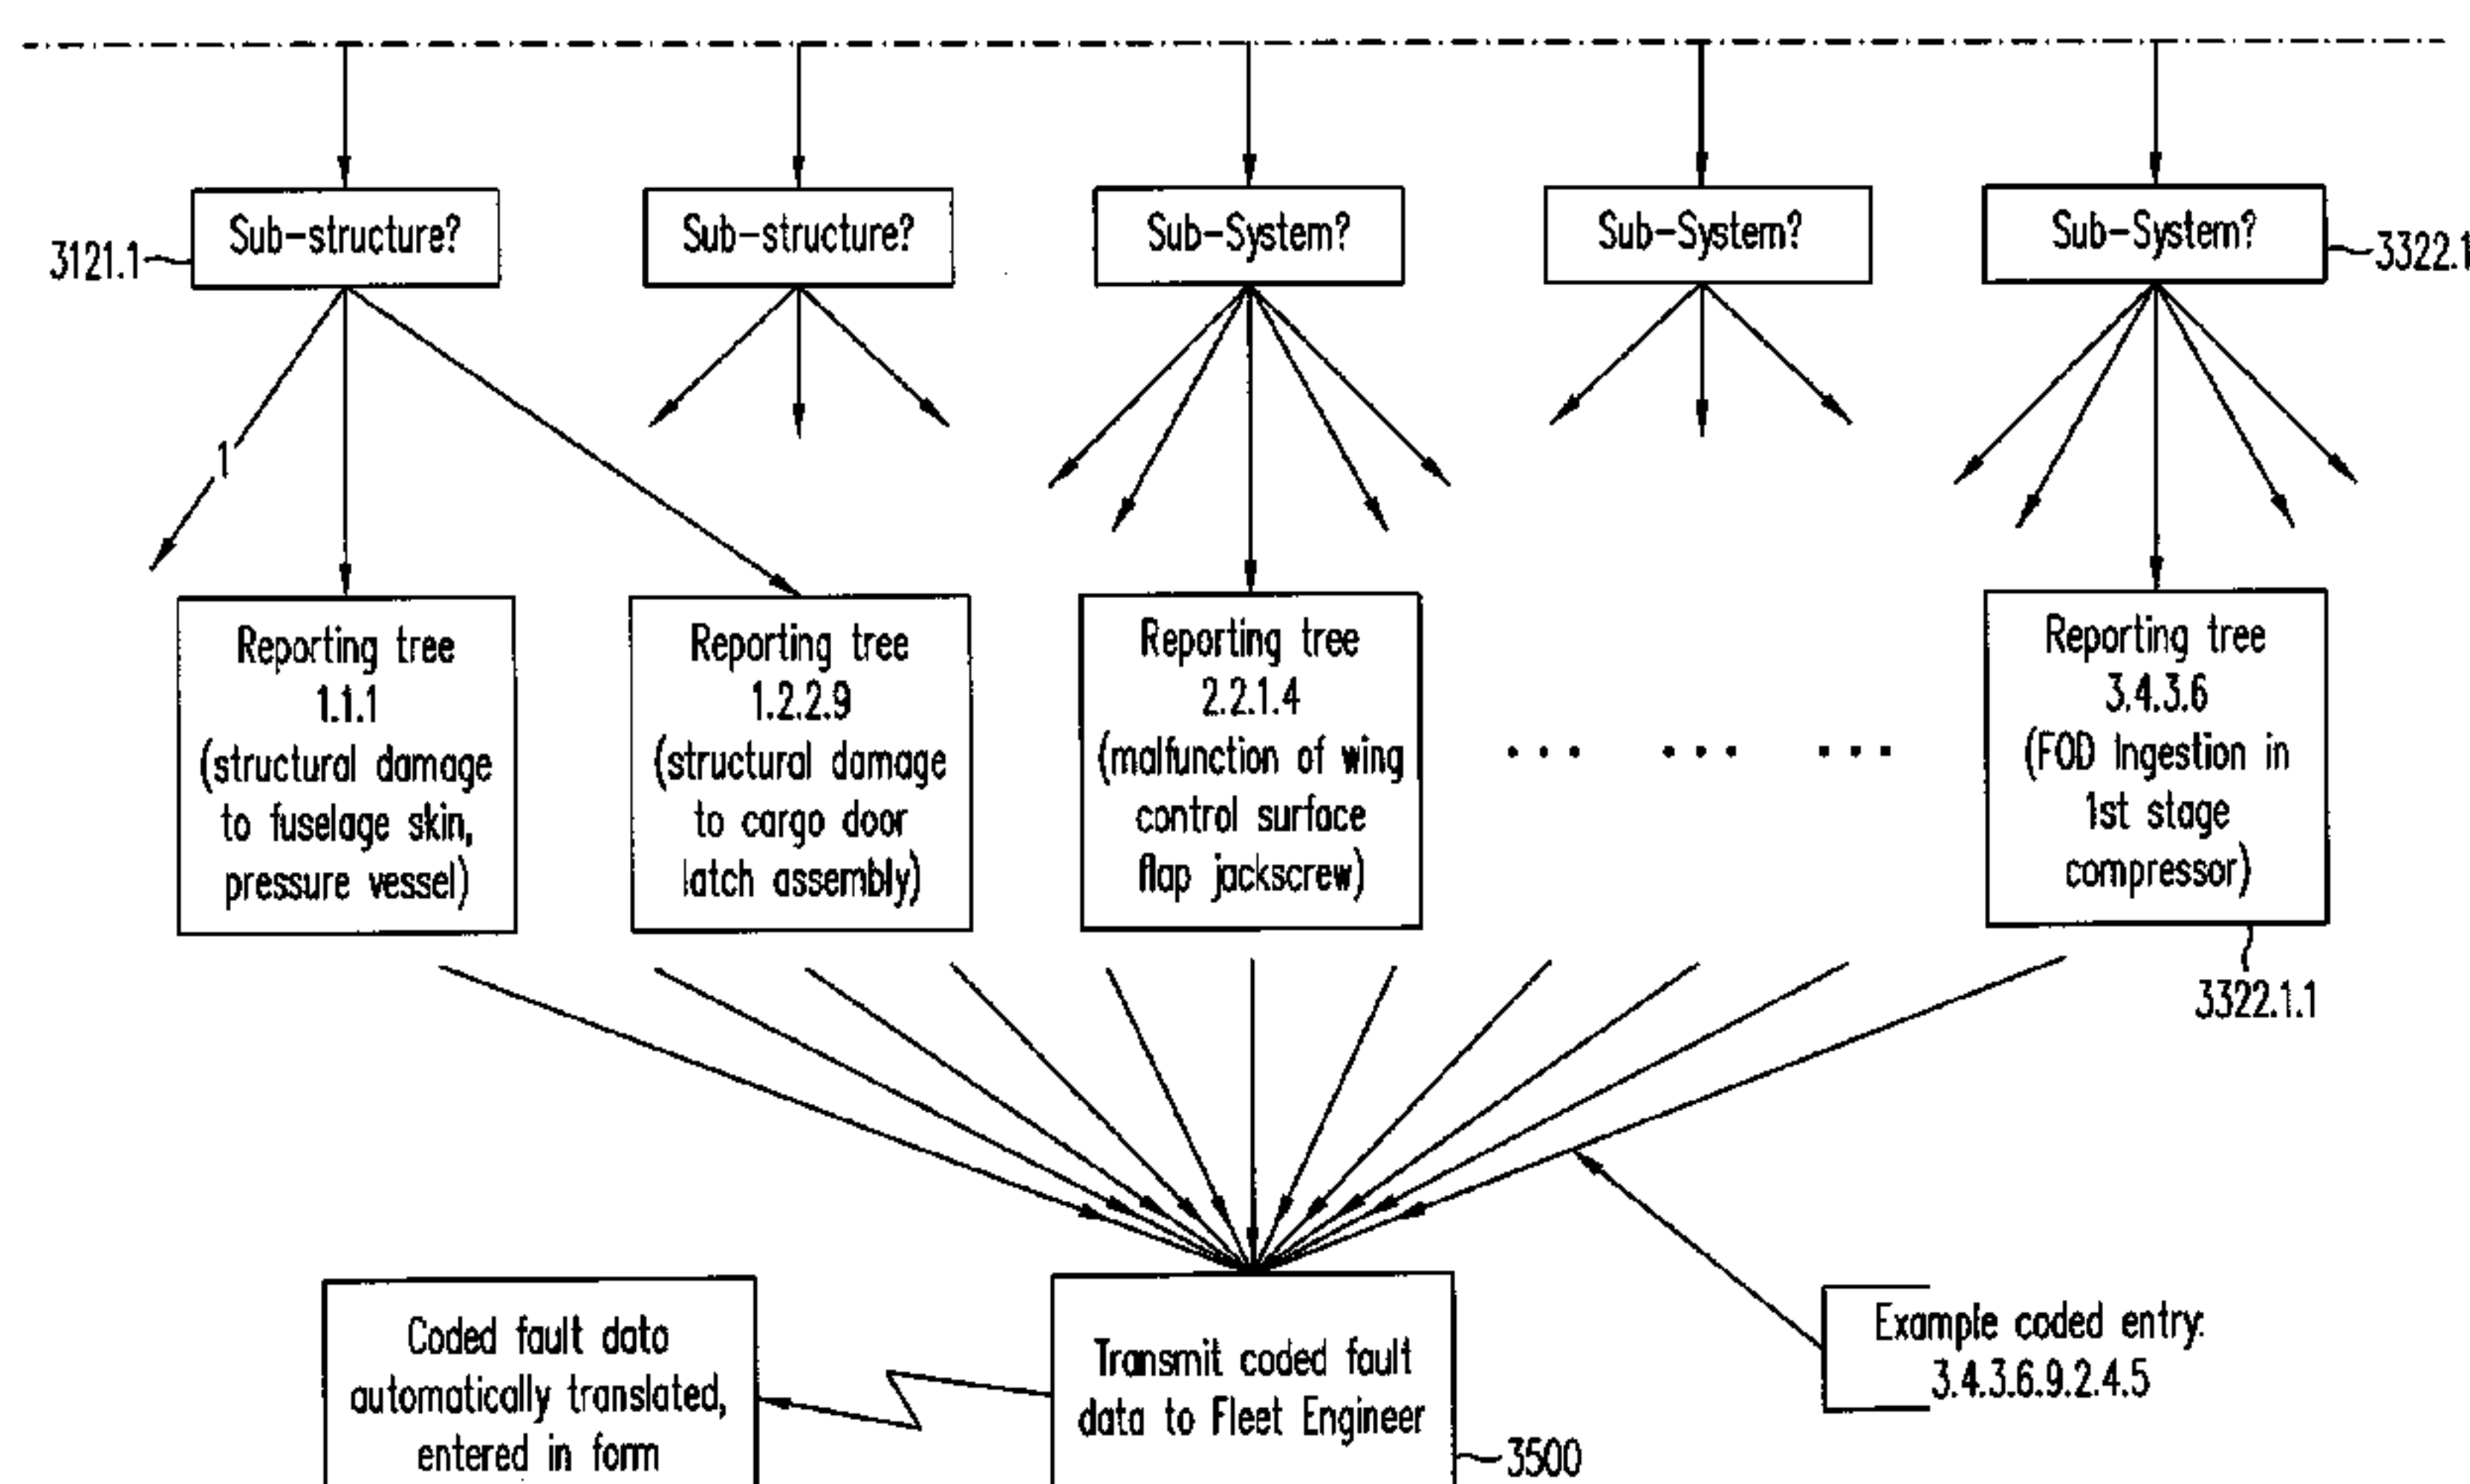 Sub-structure?
Sub-structure?
Sub-System?
Sub-System?
Sub-System?
3121.1
3322.1
1
Reporting tree
1.1.1
(structural damage
to fuselage skin,
pressure vessel)
Reporting tree
1.2.2.9
(structural damage
to cargo door
latch assembly)
Reporting tree
2.2.1.4
(malfunction of wing
control surface
flap jackscrew)
... ... ...
Reporting tree
3.4.3.6
(FOD Ingestion in
1st stage
compressor)
3322.1.1
Coded fault data
automatically translated,
entered in form
Transmit coded fault
data to Fleet Engineer
3500
Example coded entry:
3.4.3.6.9.2.4.5